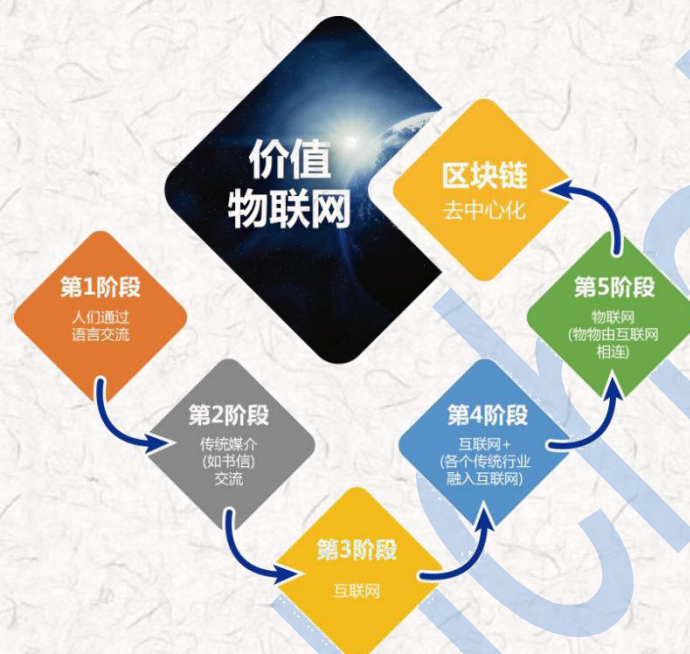 价值
物联网
区块链
去中心化
第1阶段
人们通过
语言交流
第2阶段
传统媒介
(如书信)
交流
第3阶段
互联网
第4阶段
互联网+
(各个传统行业
融入互联网)
第5阶段
物联网
(物物由互联网
相连)